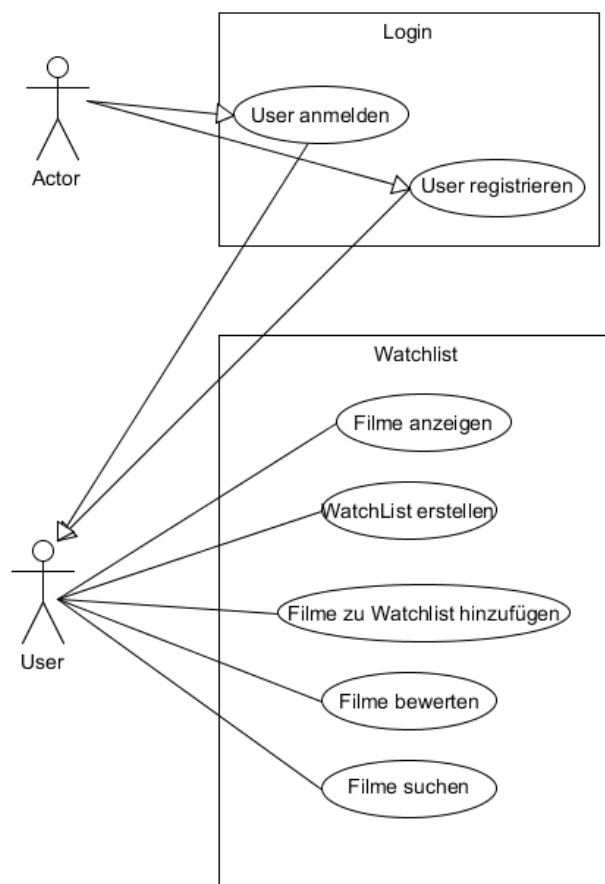 Login
User anmelden
Actor
User registrieren
Watchlist
Filme anzeigen
WatchList erstellen
Filme zu Watchlist hinzufügen
User
Filme bewerten
Filme suchen